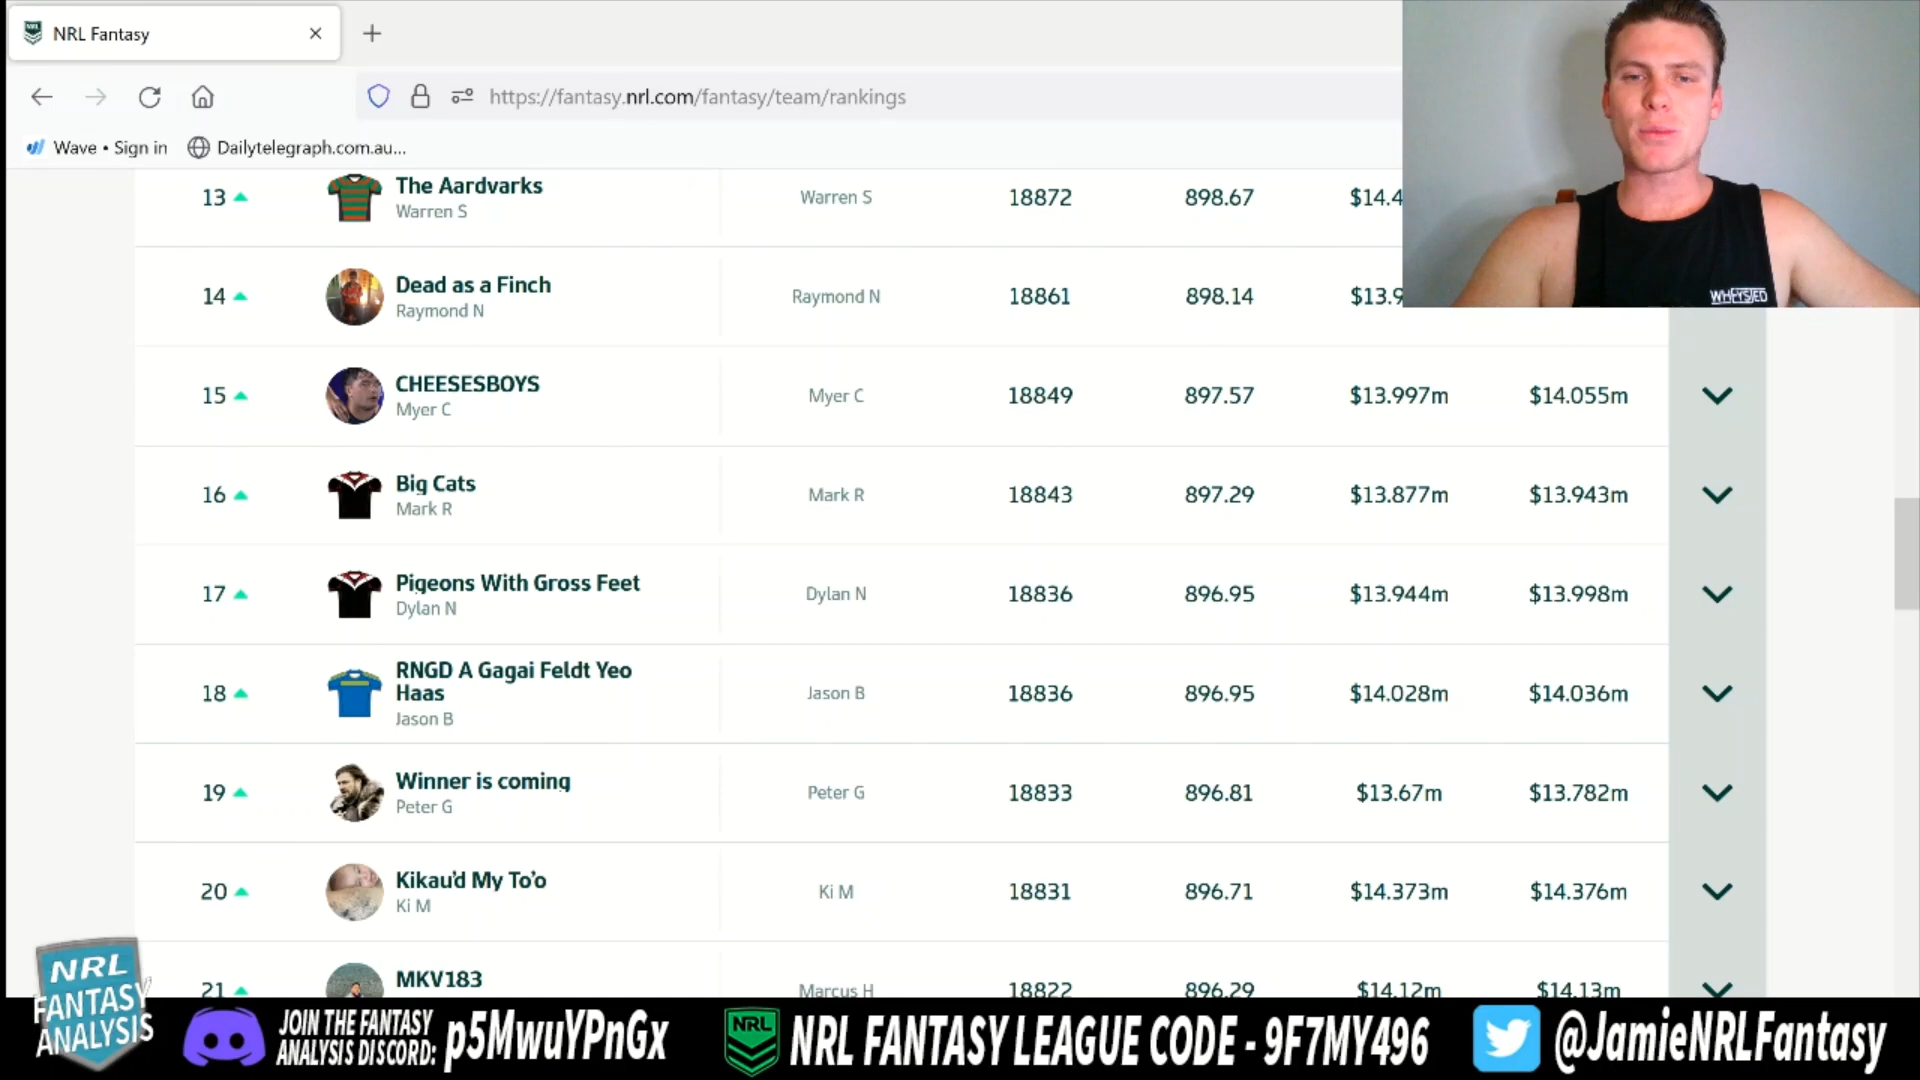 NRL Fantasy
https://fantasy.nrl.com/fantasy/team/rankings
Wave • Sign in
Dailytelegraph.com.au...
13 The Aardvarks Warren S 18872 898.67 $14.4
Warren S
14 Dead as a Finch Raymond N 18861 898.14 $13.9
Raymond N
15 CHEESESBOYS Myer C 18849 897.57 $13.997m $14.055m
Myer C
16 Big Cats Mark R 18843 897.29 $13.877m $13.943m
Mark R
17 Pigeons With Gross Feet Dylan N 18836 896.95 $13.944m $13.998m
Dylan N
18 RNGD A Gagai Feldt Yeo Jason B 18836 896.95 $14.028m $14.036m
Haas
Jason B
19 Winner is coming Peter G 18833 896.81 $13.67m $13.782m
Peter G
20 Kikau'd My To'o Ki M 18831 896.71 $14.373m $14.376m
Ki M
21 MKV183 Marcus H 18822 896.29 $14.12m $14.13m
WHEYSTED
NRL
FANTASY
ANALYSIS
JOIN THE FANTASY
ANALYSIS DISCORD: p5MwuYPnGx
NRL
NRL FANTASY LEAGUE CODE - 9F7MY496
@JamieNRLFantasy